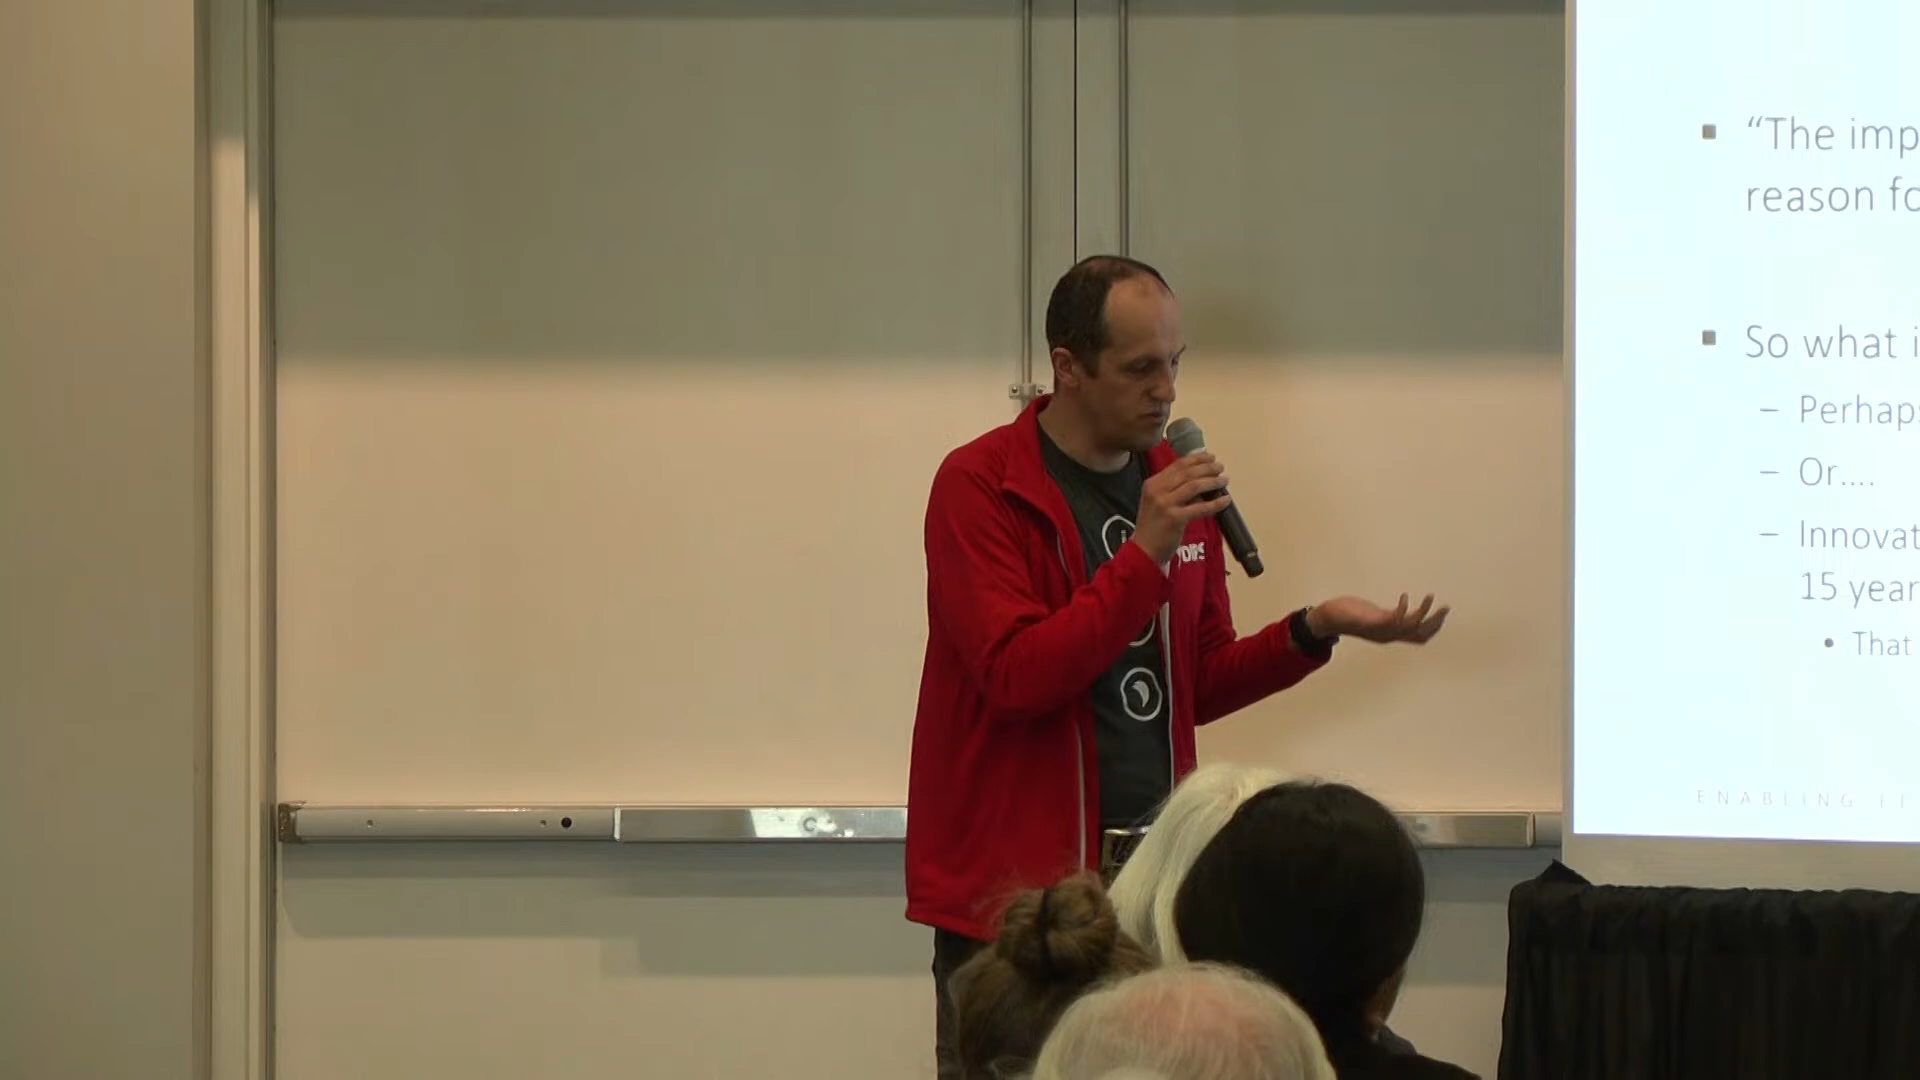 “The imp
reason fo
So what i
– Perhaps
– Or....
– Innovat
15 year
• That
ENABLING